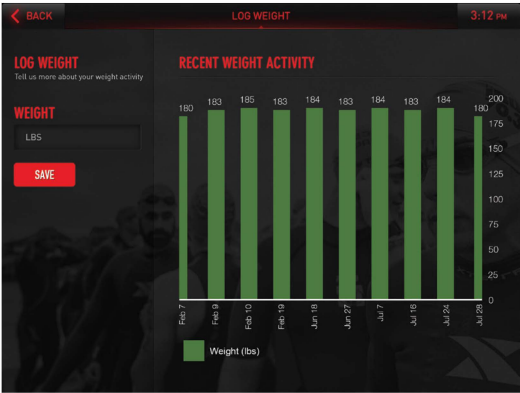 BACK
LOG WEIGHT
3:12 PM
LOG WEIGHT
Tell us more about your weight activity
WEIGHT
LBS
SAVE
RECENT WEIGHT ACTIVITY
180 183 185 183 184 183 184 183 184 180
200
175
150
125
100
75
50
25
0
Feb 7 Feb 9 Feb 10 Feb 19 Jun 18 Jun 27 Jul 7 Jul 16 Jul 24 Jul 28
Weight (lbs)